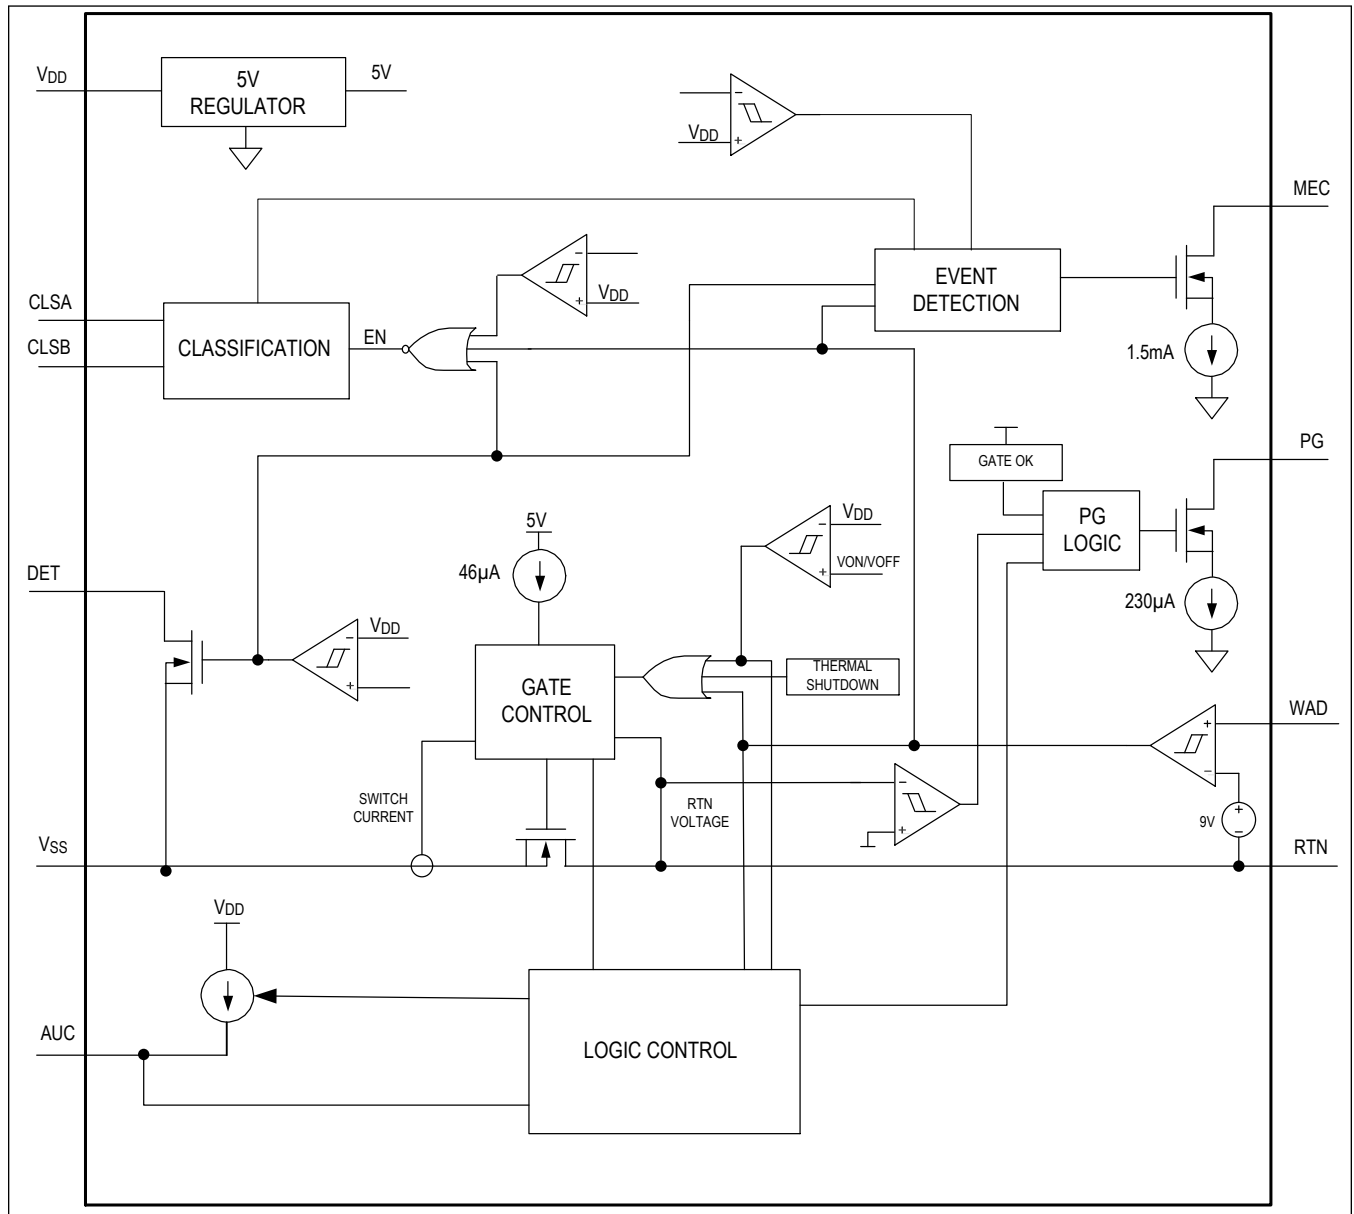 VDD
5V
REGULATOR
5V
−
VDD
+
MEC
−
VDD
+
EVENT
DETECTION
CLSA
CLSB
CLASSIFICATION
EN
1.5mA
PG
GATE OK
PG
LOGIC
5V
46µA
−
VDD
VON/VOFF
+
DET
230µA
−
VDD
+
THERMAL
SHUTDOWN
GATE
CONTROL
WAD
+
−
SWITCH
CURRENT
RTN
VOLTAGE
−
+
9V
+
−
VSS
RTN
VDD
AUC
LOGIC CONTROL